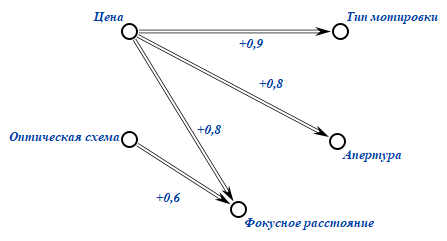 Цена
Тип мотировки
+0,9
+0,8
+0,8
Оптическая схема
Апертура
+0,6
Фокусное расстояние